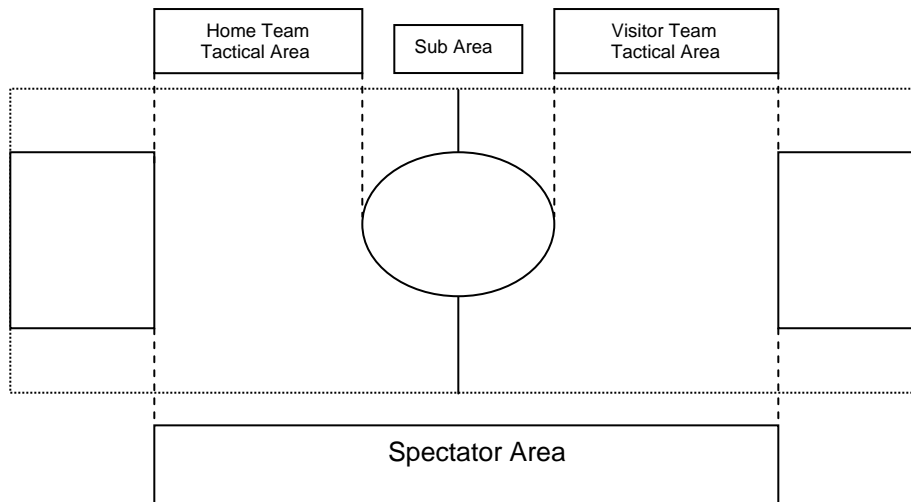 Home Team
Tactical Area
Sub Area
Visitor Team
Tactical Area
Spectator Area